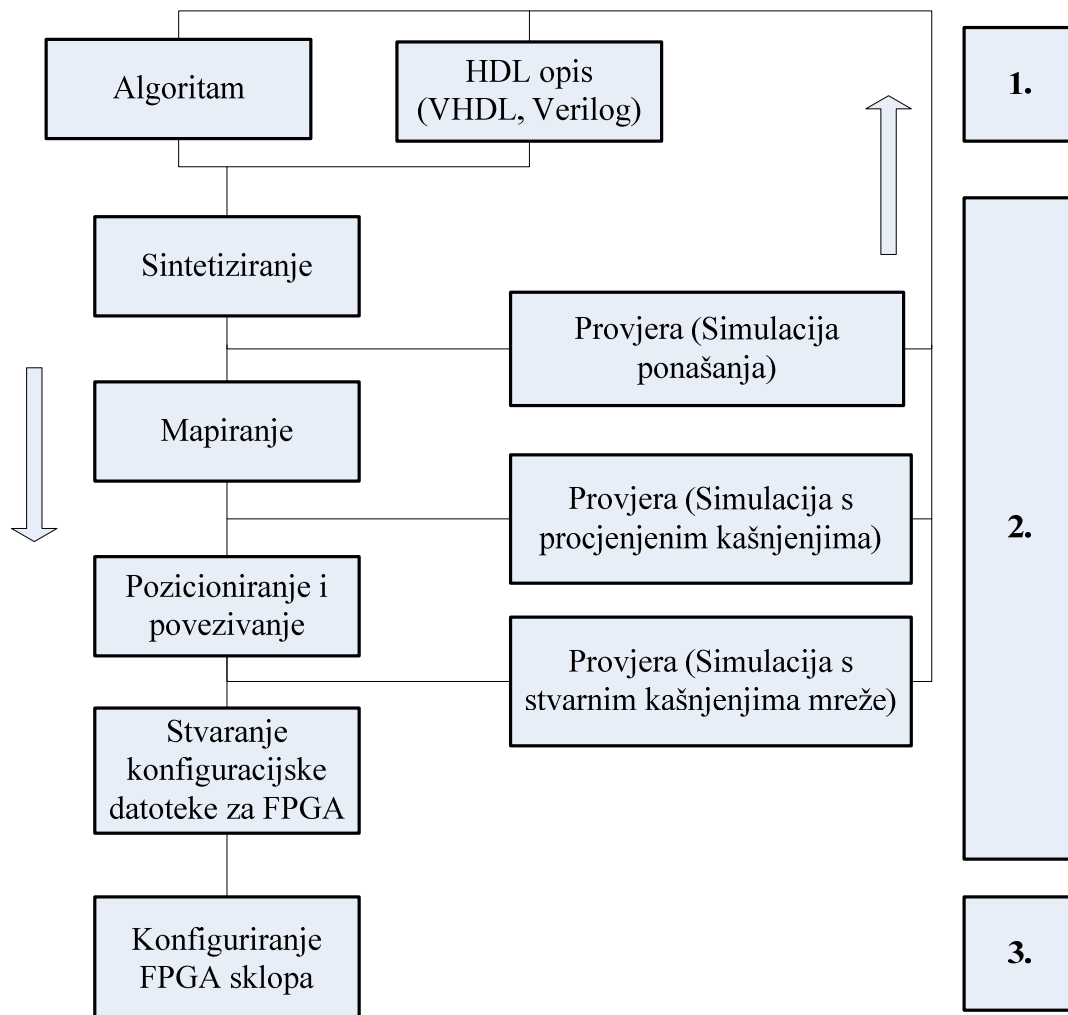 Algoritam
HDL opis
(VHDL, Verilog)
1.
Sintetiziranje
Provjera (Simulacija
ponašanja)
Mapiranje
Provjera (Simulacija s
procjenjenim kašnjenjima)
2.
Pozicioniranje i
povezivanje
Provjera (Simulacija s
stvarnim kašnjenjima mreže)
Stvaranje
konfiguracijske
datoteke za FPGA
Konfiguriranje
FPGA sklopa
3.